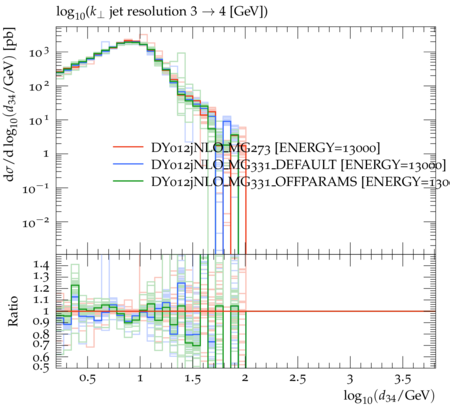 log₁₀(k⊥ jet resolution 3 → 4 [GeV])
dσ/d log₁₀(d₃₄/GeV) [pb]
10³
10²
10¹
1
10⁻¹
10⁻²
DY012jNLO_MG273 [ENERGY=13000]
DY012jNLO_MG331_DEFAULT [ENERGY=13000]
DY012jNLO_MG331_OFFPARAMS [ENERGY=130
Ratio
1.4
1.3
1.2
1.1
1
0.9
0.8
0.7
0.6
0.5
0.5 1 1.5 2 2.5 3 3.5
log₁₀(d₃₄/GeV)